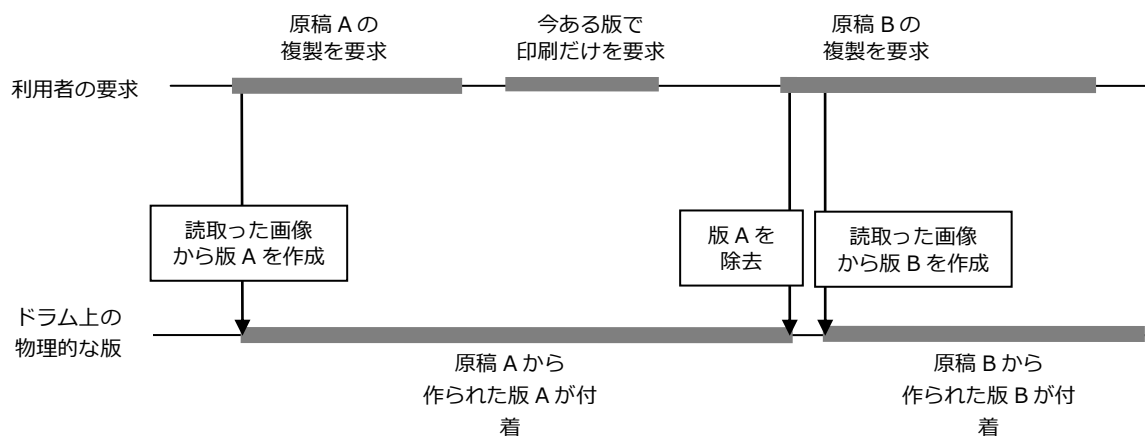 原稿 A の
複製を要求
今ある版で
印刷だけを要求
原稿 B の
複製を要求
利用者の要求
読取った画像
から版 A を作成
版 A を
除去
読取った画像
から版 B を作成
ドラム上の
物理的な版
原稿 A から
作られた版 A が付
着
原稿 B から
作られた版 B が付
着